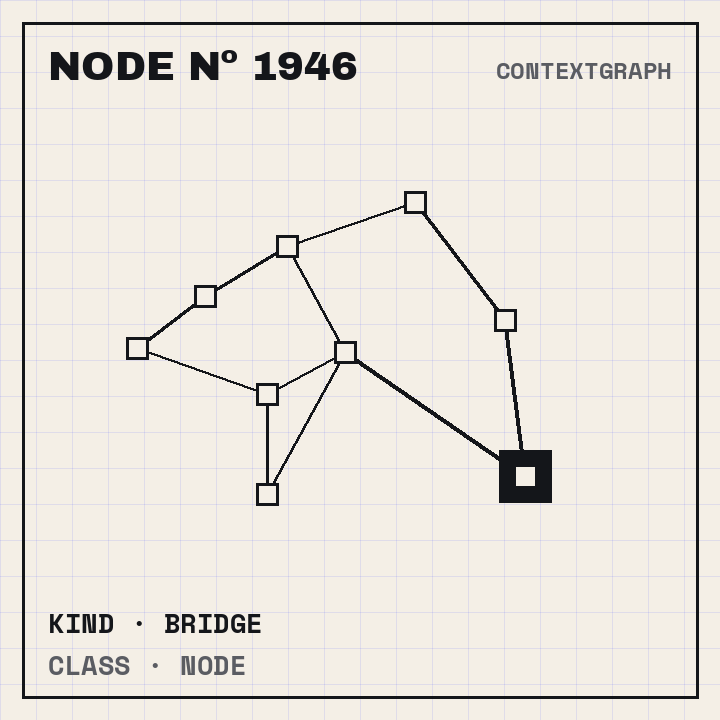 NODE Nº 1946
CONTEXTGRAPH
KIND · BRIDGE
CLASS · NODE